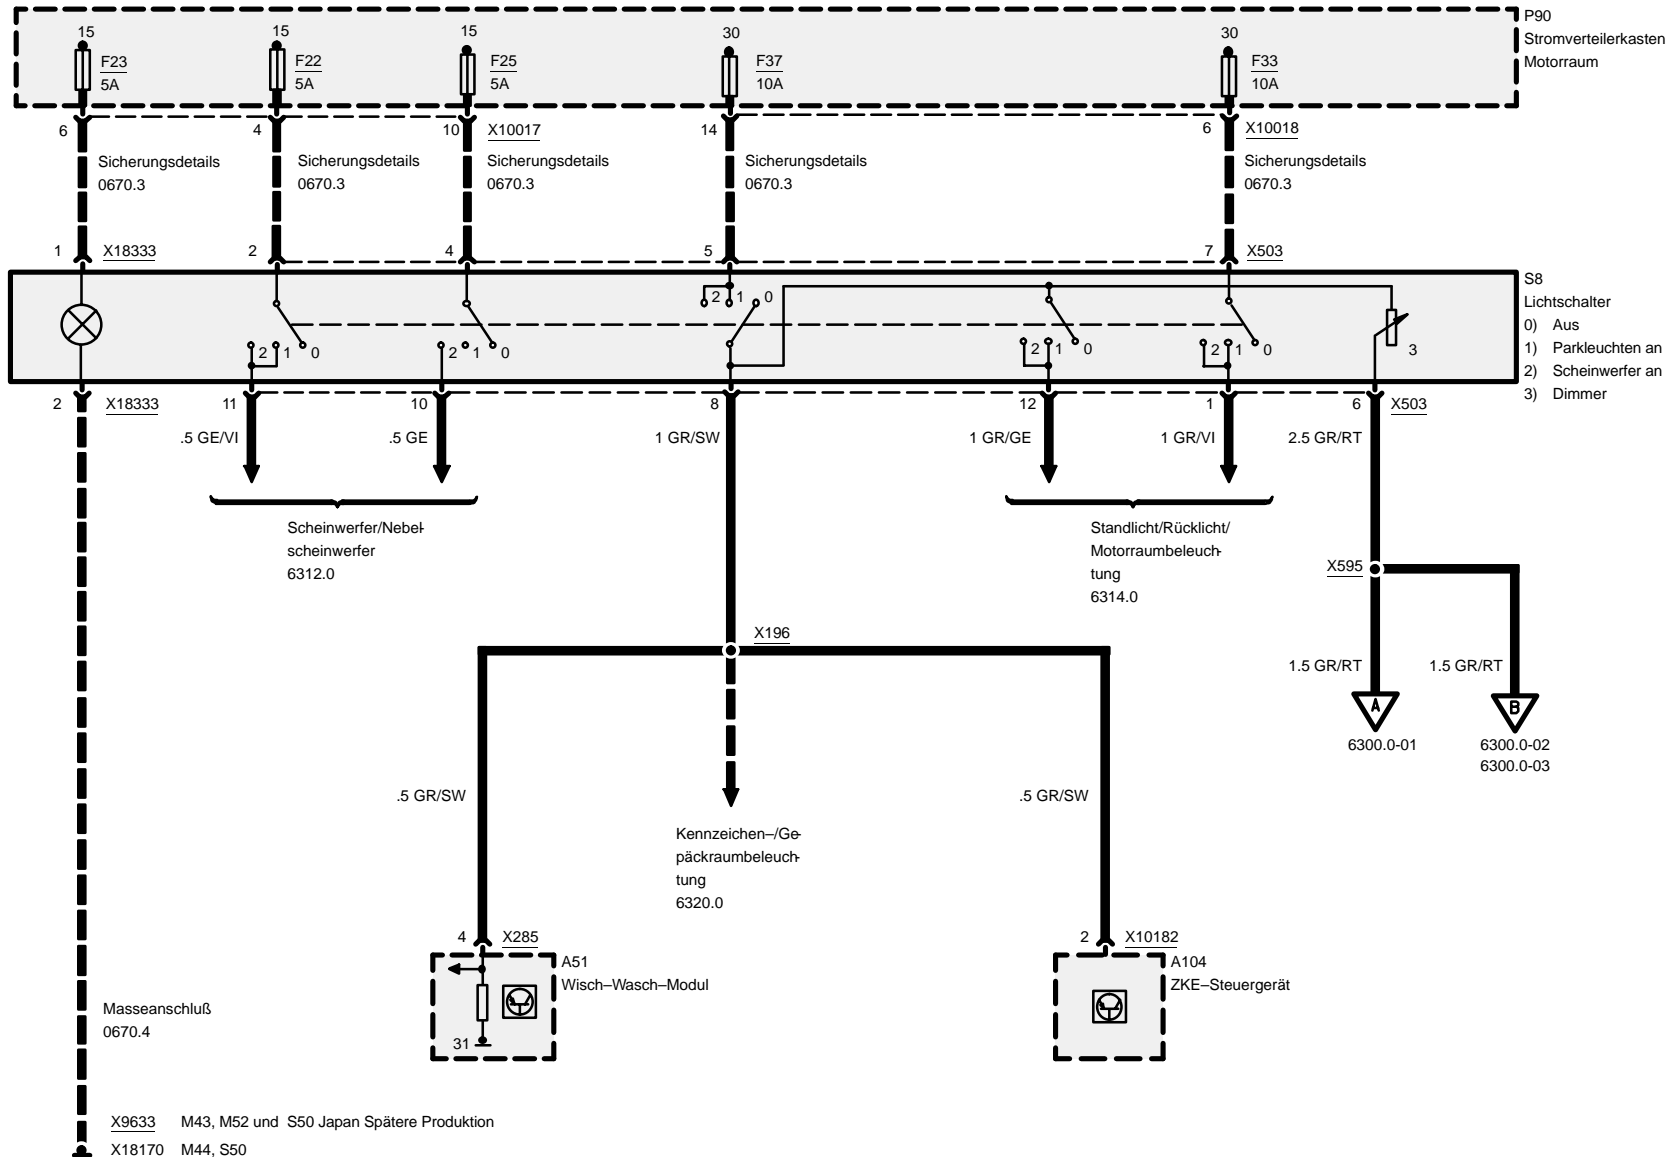 P90
Stromverteilerkasten
Motorraum
15
F23
5A
15
F22
5A
15
F25
5A
30
F37
10A
30
F33
10A
6
4
10
X10017
14
6
X10018
Sicherungsdetails
0670.3
Sicherungsdetails
0670.3
Sicherungsdetails
0670.3
Sicherungsdetails
0670.3
Sicherungsdetails
0670.3
1
X18333
2
4
5
7
X503
S8
Lichtschalter
0) Aus
1) Parkleuchten an
2) Scheinwerfer an
3) Dimmer
2 1 0
2 1 0
2 1 0
2 1 0
2 1 0
3
2
X18333
11
10
8
12
1
6
X503
.5 GE/VI
.5 GE
1 GR/SW
1 GR/GE
1 GR/VI
2.5 GR/RT
Scheinwerfer/Nebel-
scheinwerfer
6312.0
Standlicht/Rücklicht/
Motorraumbeleuch-
tung
6314.0
X595
X196
1.5 GR/RT
1.5 GR/RT
A
B
6300.0-01
6300.0-02
6300.0-03
.5 GR/SW
.5 GR/SW
Kennzeichen–/Ge-
päckraumbeleuch-
tung
6320.0
4
X285
2
X10182
A51
Wisch–Wasch–Modul
31
A104
ZKE–Steuergerät
Masseanschluß
0670.4
X9633 M43, M52 und S50 Japan Spätere Produktion
X18170 M44, S50